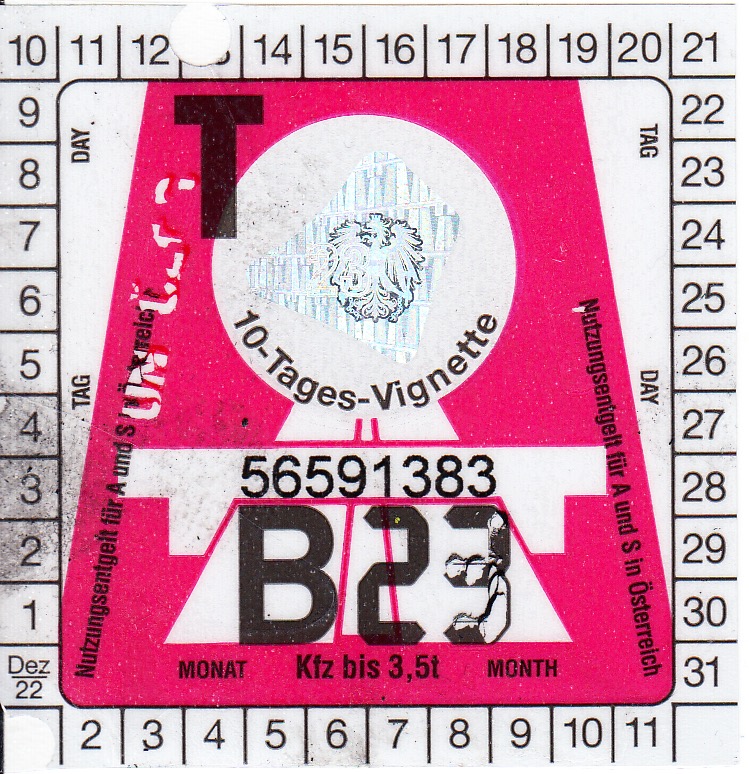 10 11 12 14 15 16 17 18 19 20 21
9 22
8 23
7 24
6 25
5 26
4 27
3 28
2 29
1 30
Dez
22
31
2 3 4 5 6 7 8 9 10 11
DAY
TAG
T
10-Tages-Vignette
TAG
DAY
Nutzungsentgelt für A und S in Österreich
Nutzungsentgelt für A und S in Österreich
56591383
B23
MONAT Kfz bis 3,5t MONTH